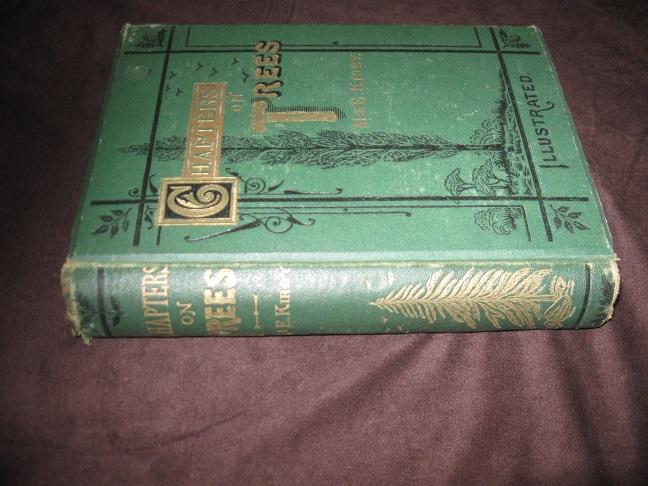 CHAPTERS
ON
TREES
M & E. KIRBY.
ILLUSTRATED.
CHAPTERS
ON
TREES
&E. KIRBY